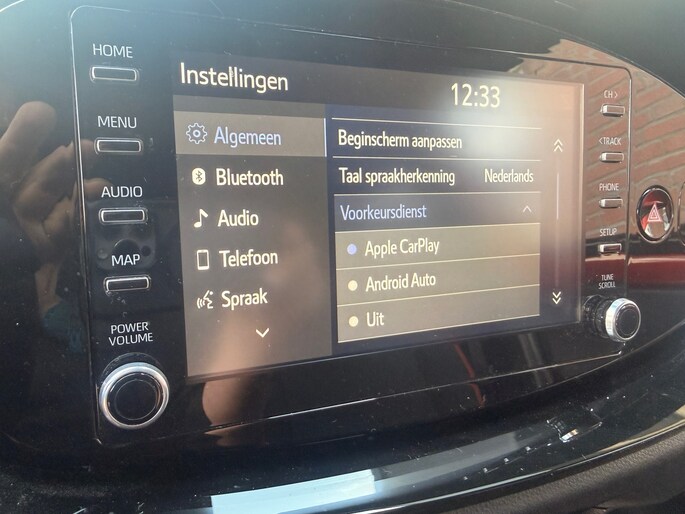 HOME
MENU
AUDIO
MAP
POWER
VOLUME
Instellingen
12:33
Algemeen
Bluetooth
Audio
Telefoon
Spraak
Beginscherm aanpassen
Taal spraakherkenning Nederlands
Voorkeursdienst
Apple CarPlay
Android Auto
Uit
CH >
< TRACK
PHONE
SETUP
TUNE
SCROLL